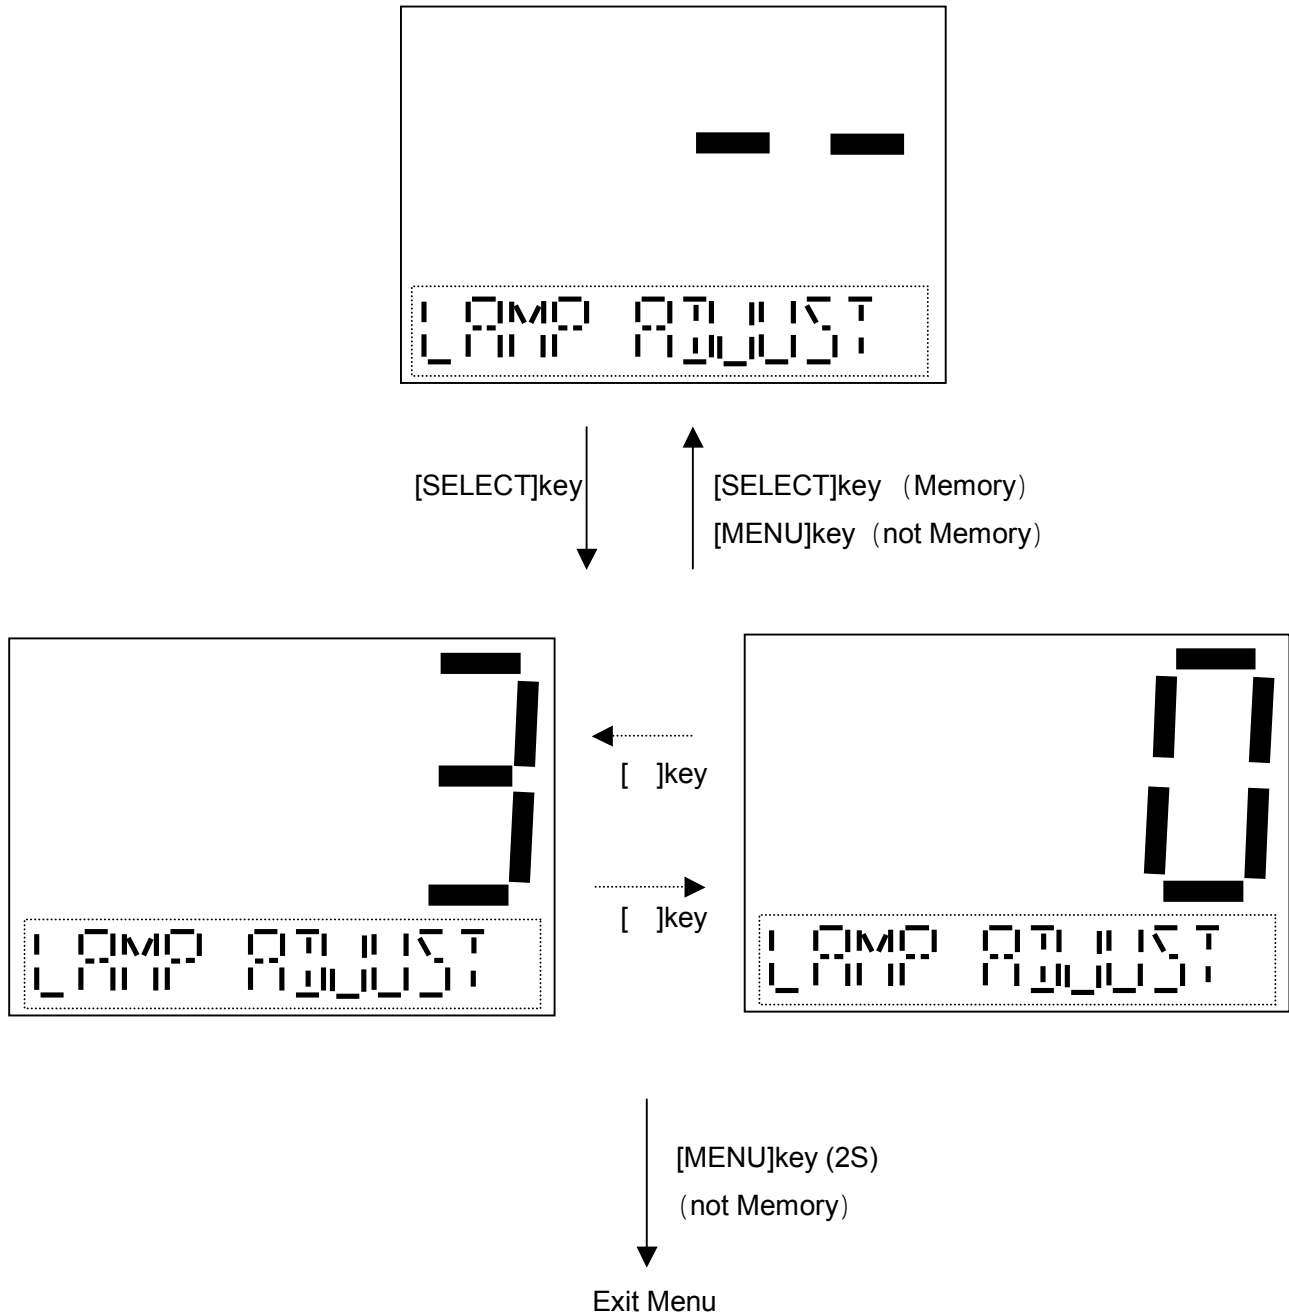 - -
LAMP ADJUST
[SELECT]key
[SELECT]key （Memory）
[MENU]key （not Memory）
3
LAMP ADJUST
[ ]key
[ ]key
0
LAMP ADJUST
[MENU]key (2S)
（not Memory）
Exit Menu